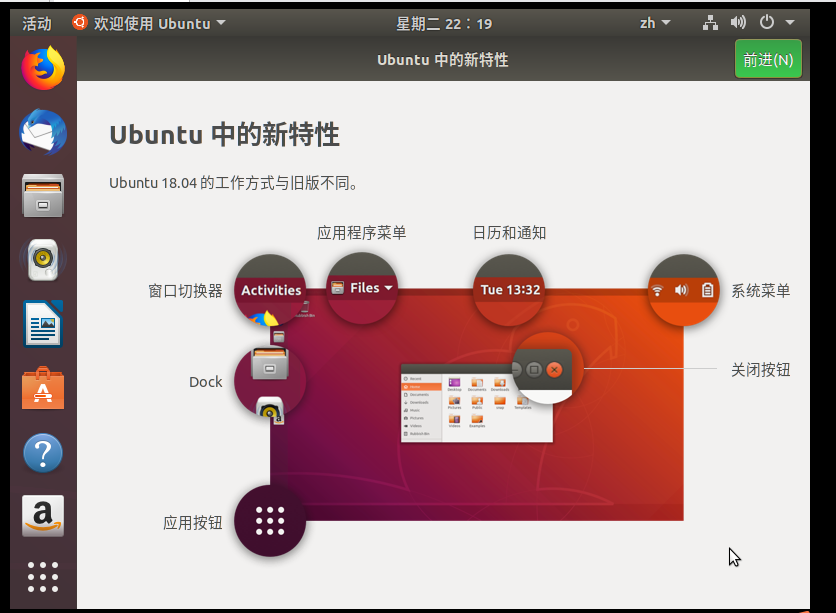 活动 欢迎使用 Ubuntu 星期二 22：19 zh
Ubuntu 中的新特性 前进(N)
Ubuntu 中的新特性
Ubuntu 18.04 的工作方式与旧版不同。
应用程序菜单 日历和通知
窗口切换器 Activities Files Tue 13:32 系统菜单
Dock 关闭按钮
应用按钮